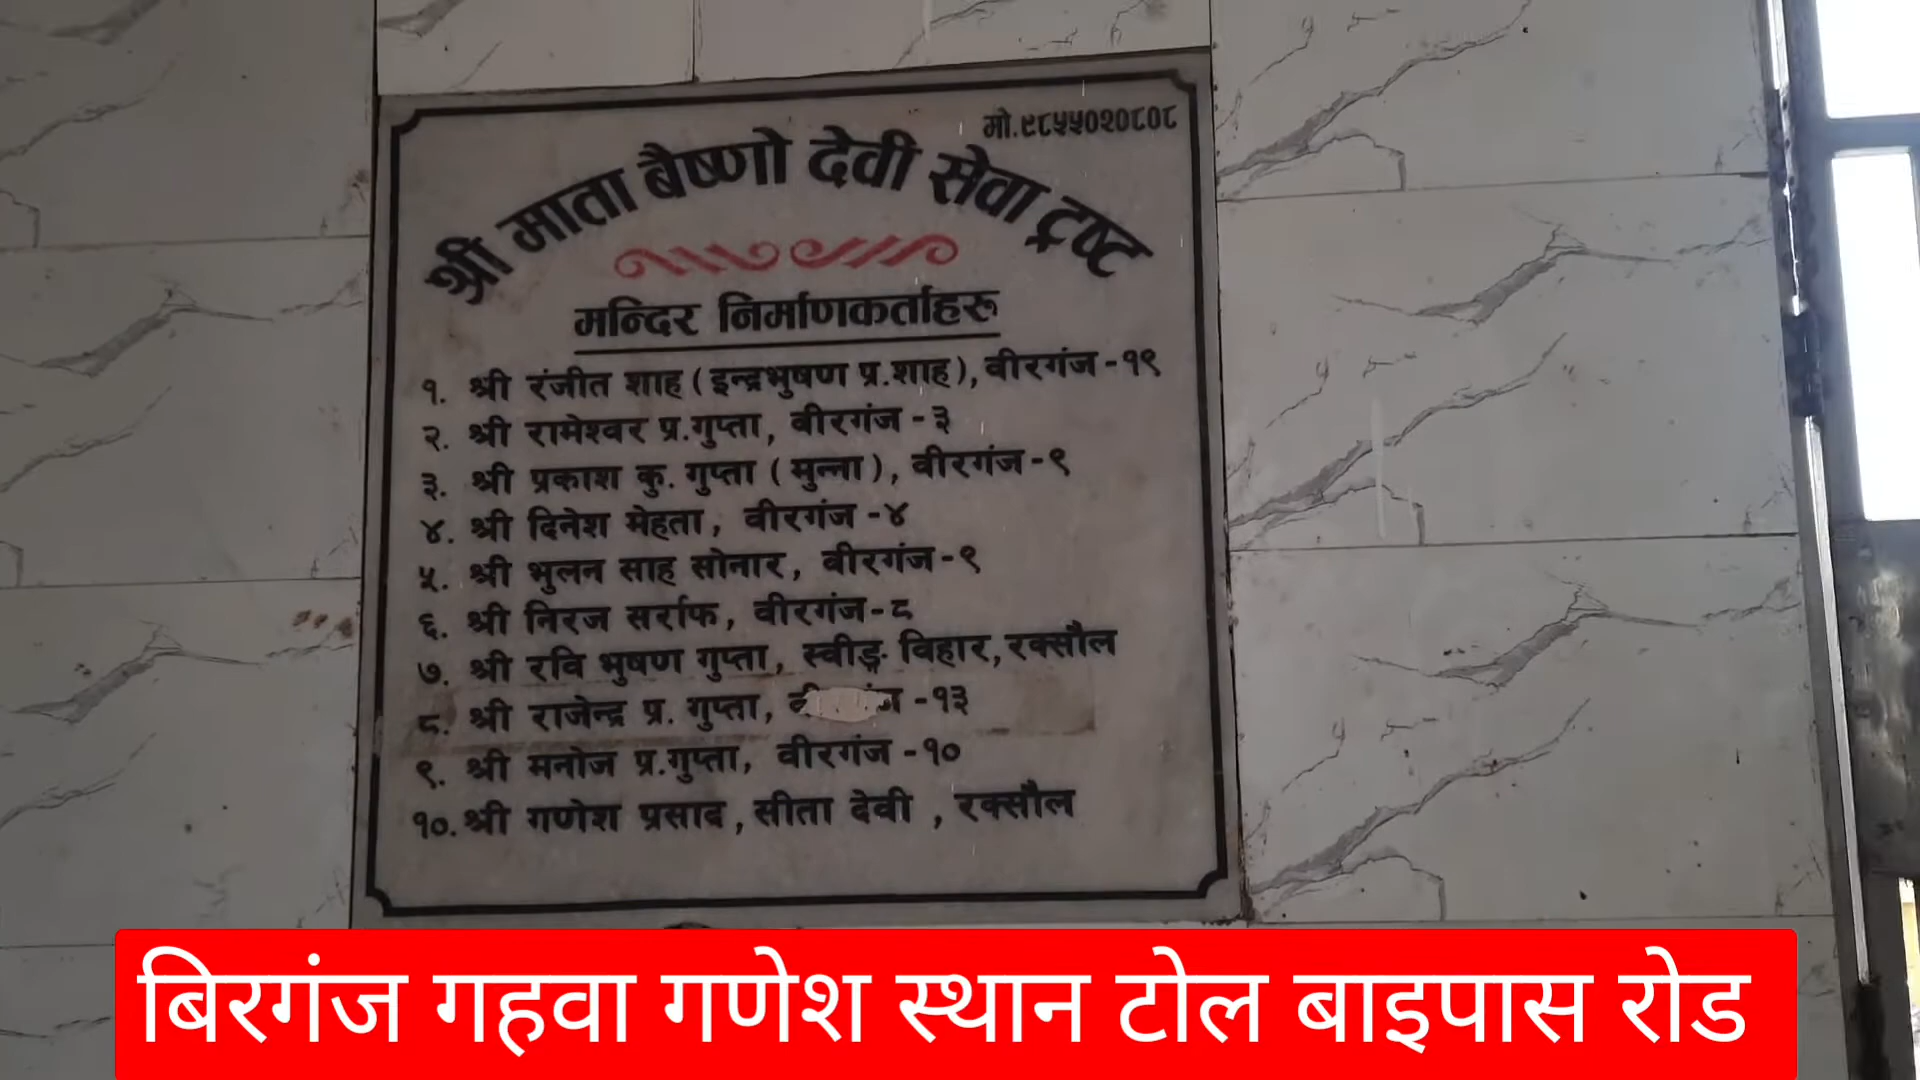 मो.९८५५०२०८०८
श्री माता बैष्णो देवी सेवा ट्रष्ट
मन्दिर निर्माणकर्ताहरू
१. श्री रंजीत शाह (इन्द्रभुषण प्र.शाह), वीरगंज-१९
२. श्री रामेश्वर प्र.गुप्ता, वीरगंज-३
३. श्री प्रकाश कु. गुप्ता (मुन्ना), वीरगंज-९
४. श्री दिनेश मेहता, वीरगंज-४
५. श्री भुलन साह सोनार, वीरगंज-९
६. श्री निरज सर्राफ, वीरगंज-८
७. श्री रवि भुषण गुप्ता, स्वीङ्ग विहार, रक्सौल
८. श्री राजेन्द्र प्र. गुप्ता, -१३
९. श्री मनोज प्र.गुप्ता, वीरगंज-१०
१०. श्री गणेश प्रसाद, सीता देवी, रक्सौल
बिरगंज गहवा गणेश स्थान टोल बाइपास रोड